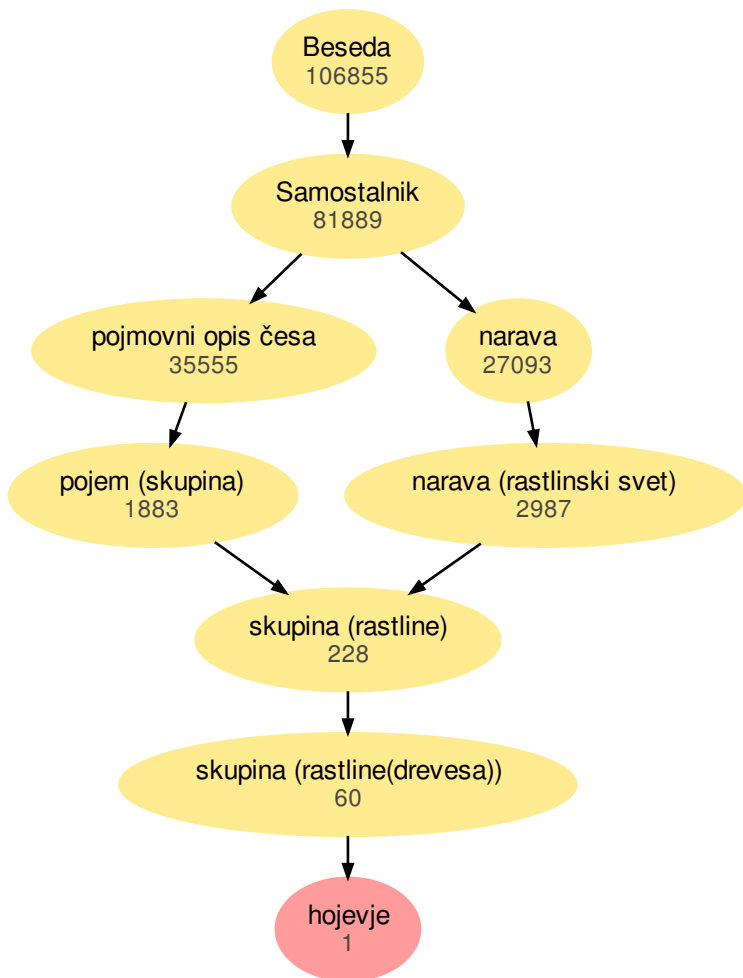 Beseda
106855
Samostalnik
81889
pojmovni opis česa
35555
narava
27093
pojem (skupina)
1883
narava (rastlinski svet)
2987
skupina (rastline)
228
skupina (rastline(drevesa))
60
hojevje
1